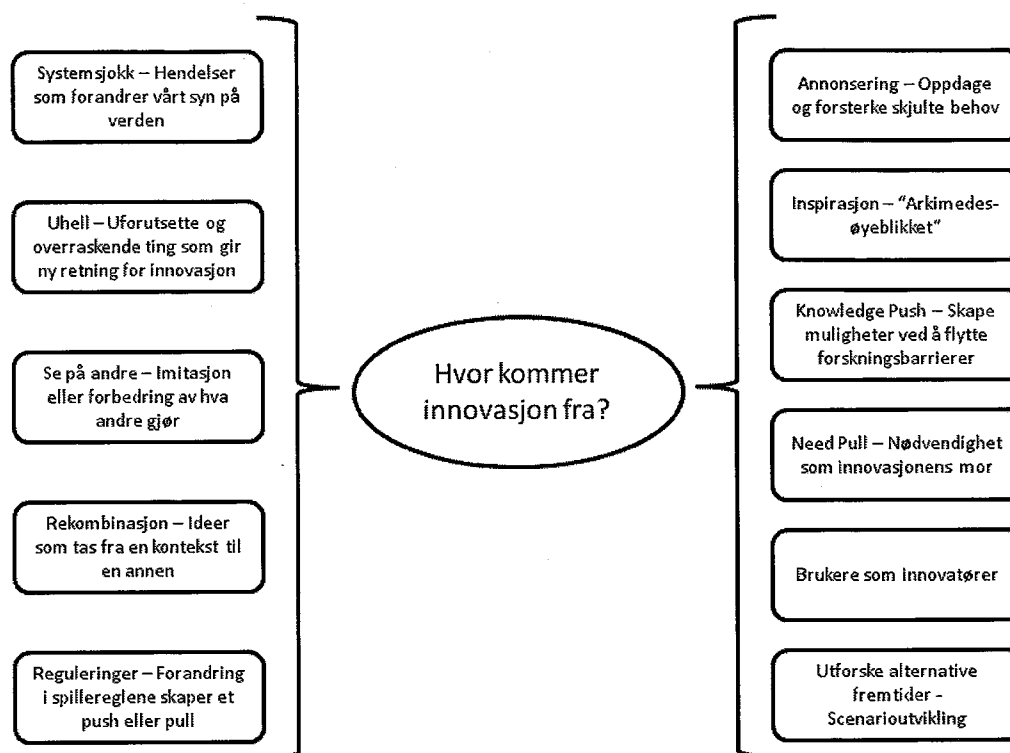 Systemsjokk – Hendelser
som forandrer vårt syn på
verden
Uhell – Uforutsette og
overraskende ting som gir
ny retning for innovasjon
Se på andre – Imitasjon
eller forbedring av hva
andre gjør
Rekombinasjon – Ideer
som tas fra en kontekst til
en annen
Reguleringer – Forandring
i spillereglene skaper et
push eller pull
Hvor kommer
innovasjon fra?
Annonsering – Oppdage
og forsterke skjulte behov
Inspirasjon – “Arkimedes-
øyeblikket”
Knowledge Push – Skape
muligheter ved å flytte
forskningsbarrierer
Need Pull – Nødvendighet
som innovasjonens mor
Brukere som innovatører
Utforske alternative
fremtider -
Scenarioutvikling